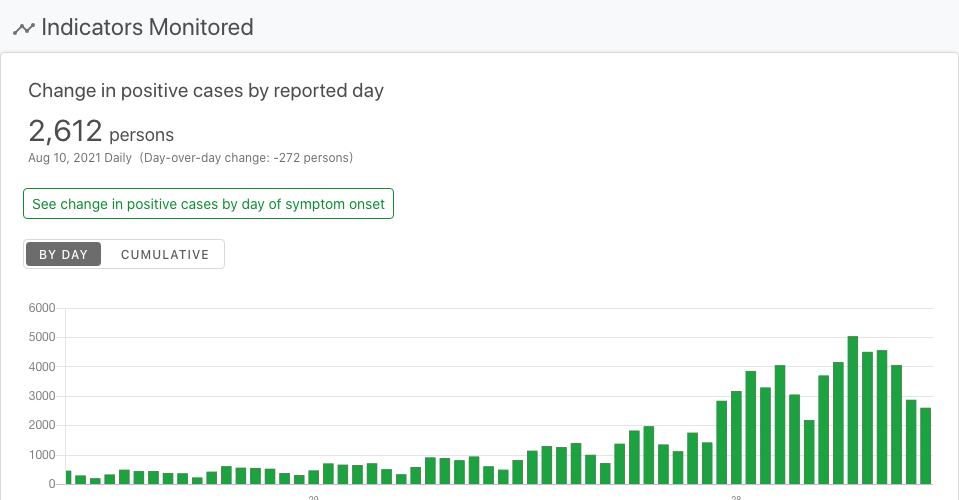 Indicators Monitored
Change in positive cases by reported day
2,612 persons
Aug 10, 2021 Daily (Day-over-day change: -272 persons)
See change in positive cases by day of symptom onset
BY DAY CUMULATIVE
6000
5000
4000
3000
2000
1000
0
29 28